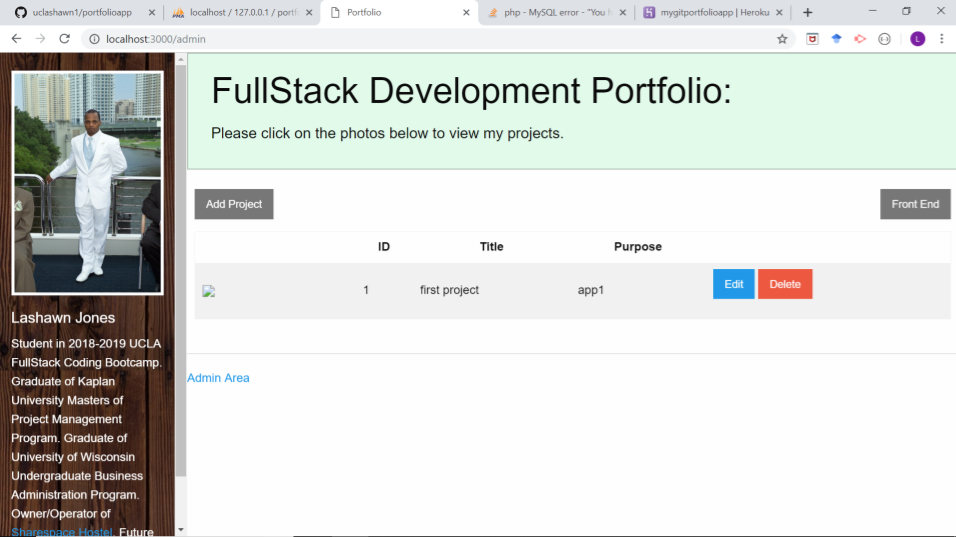 uclashawn1/portfolioapp
localhost / 127.0.0.1 / portf
Portfolio
php - MySQL error - "You h
mygitportfolioapp | Heroku
localhost:3000/admin
L
FullStack Development Portfolio:
Please click on the photos below to view my projects.
Add Project
Front End
ID Title Purpose
1 first project app1 Edit Delete
Admin Area
Lashawn Jones
Student in 2018-2019 UCLA
FullStack Coding Bootcamp.
Graduate of Kaplan
University Masters of
Project Management
Program. Graduate of
University of Wisconsin
Undergraduate Business
Administration Program.
Owner/Operator of
Sharespace Hostel. Future